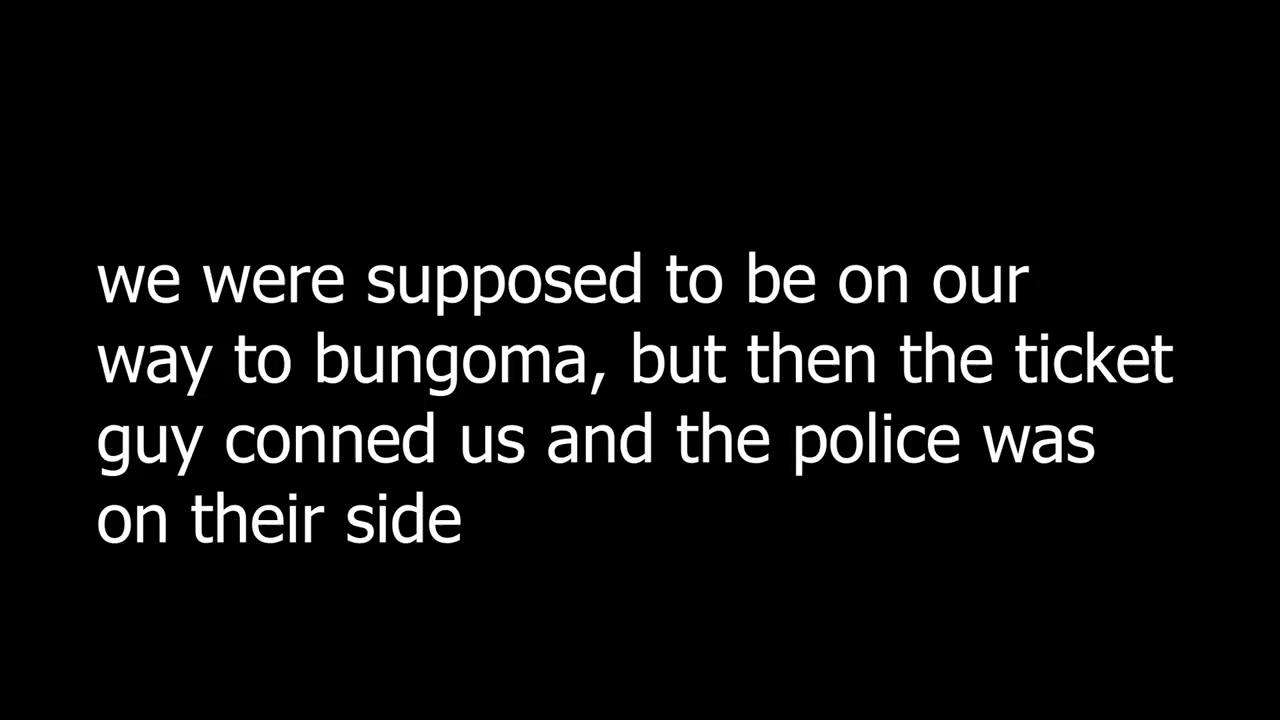 we were supposed to be on our
way to bungoma, but then the ticket
guy conned us and the police was
on their side